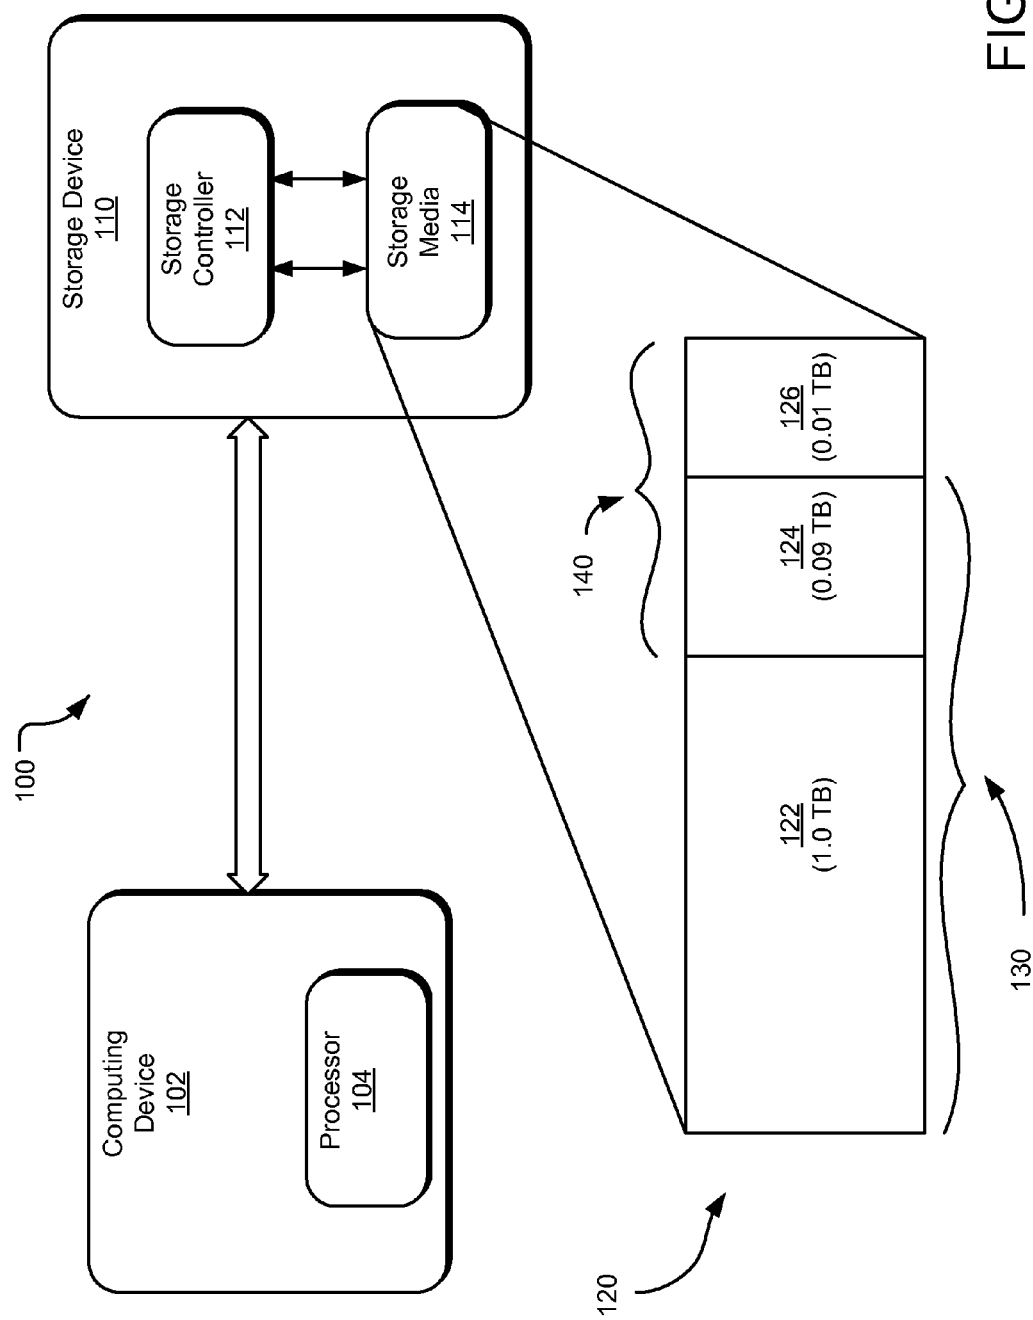 100
Computing
Device
102
Processor
104
Storage Device
110
Storage
Controller
112
Storage
Media
114
120
122
(1.0 TB)
124
(0.09 TB)
126
(0.01 TB)
140
130
FIG